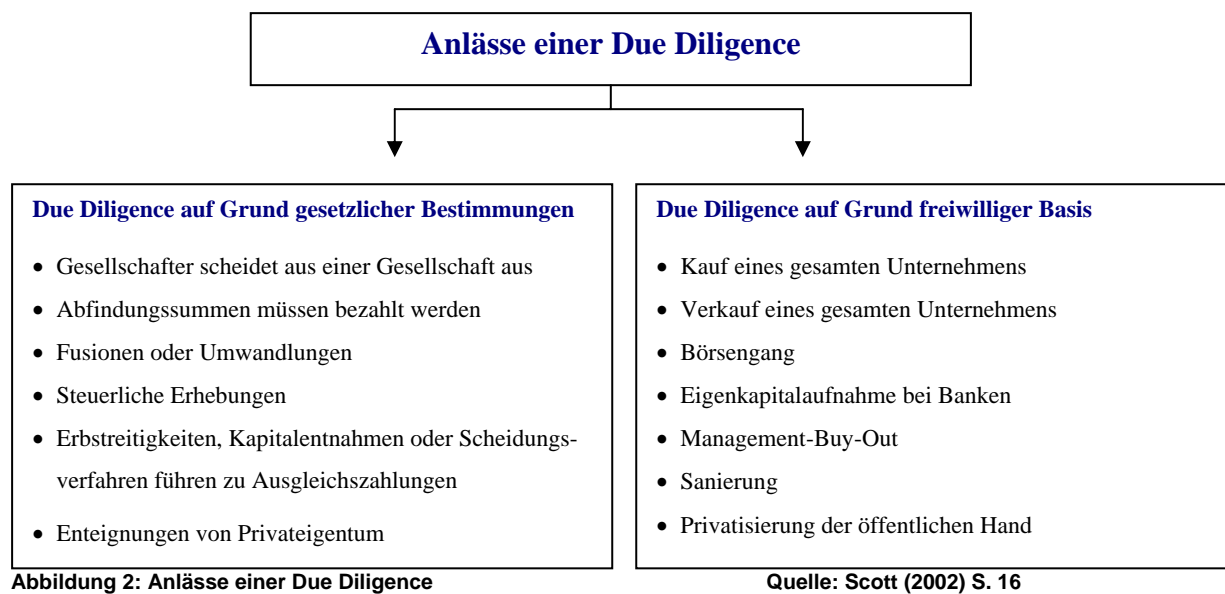 Anlässe einer Due Diligence
Due Diligence auf Grund gesetzlicher Bestimmungen
• Gesellschafter scheidet aus einer Gesellschaft aus
• Abfindungssummen müssen bezahlt werden
• Fusionen oder Umwandlungen
• Steuerliche Erhebungen
• Erbstreitigkeiten, Kapitalentnahmen oder Scheidungs-
verfahren führen zu Ausgleichszahlungen
• Enteignungen von Privateigentum
Due Diligence auf Grund freiwilliger Basis
• Kauf eines gesamten Unternehmens
• Verkauf eines gesamten Unternehmens
• Börsengang
• Eigenkapitalaufnahme bei Banken
• Management-Buy-Out
• Sanierung
• Privatisierung der öffentlichen Hand
Abbildung 2: Anlässe einer Due Diligence
Quelle: Scott (2002) S. 16